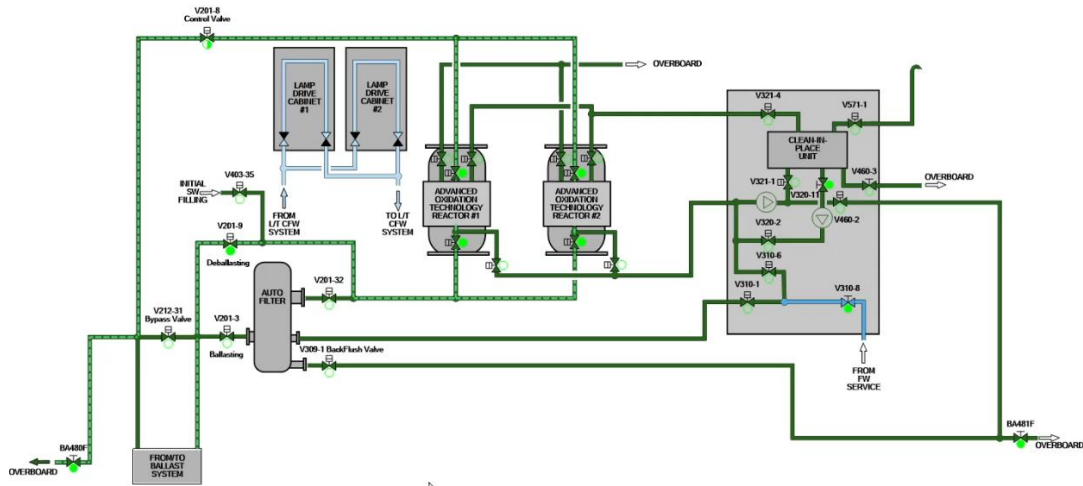 V201-8
Control Valve
LAMP
DRIVE
CABINET
#1
LAMP
DRIVE
CABINET
#2
OVERBOARD
V321-4
V571-1
CLEAN-IN-
PLACE
UNIT
V403-35
INITIAL
SW
FILLING
ADVANCED
OXIDATION
TECHNOLOGY
REACTOR #1
ADVANCED
OXIDATION
TECHNOLOGY
REACTOR #2
V321-1
V320-11
V460-3
OVERBOARD
FROM
L/T CFW
SYSTEM
TO L/T
CFW
SYSTEM
V201-9
Deballasting
V320-2
V460-2
V310-6
AUTO
FILTER
V201-32
V310-1
V310-8
V212-31
Bypass Valve
V201-3
Ballasting
V309-1 BackFlush Valve
FROM
FW
SERVICE
BA480F
OVERBOARD
FROM/TO
BALLAST
SYSTEM
BA481F
OVERBOARD